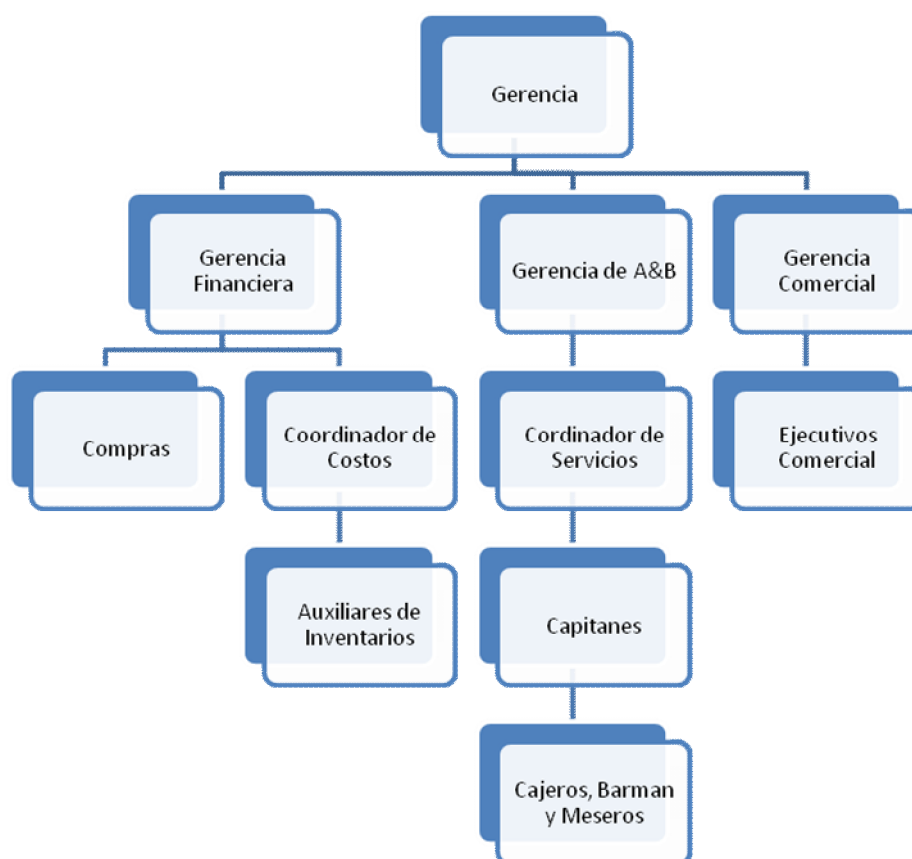 Gerencia
Gerencia
Financiera
Gerencia de A&B
Gerencia
Comercial
Compras
Coordinador de
Costos
Cordinador de
Servicios
Ejecutivos
Comercial
Auxiliares de
Inventarios
Capitanes
Cajeros, Barman
y Meseros